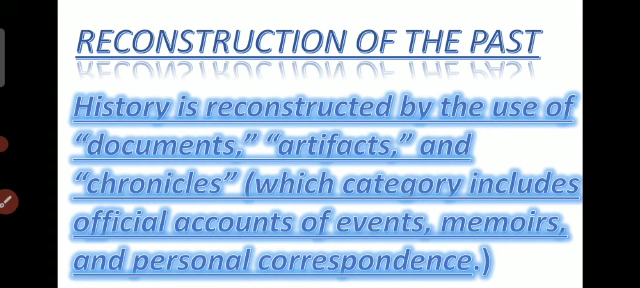 RECONSTRUCTION OF THE PAST
History is reconstructed by the use of
“documents,” “artifacts,” and
“chronicles” (which category includes
official accounts of events, memoirs,
and personal correspondence.)